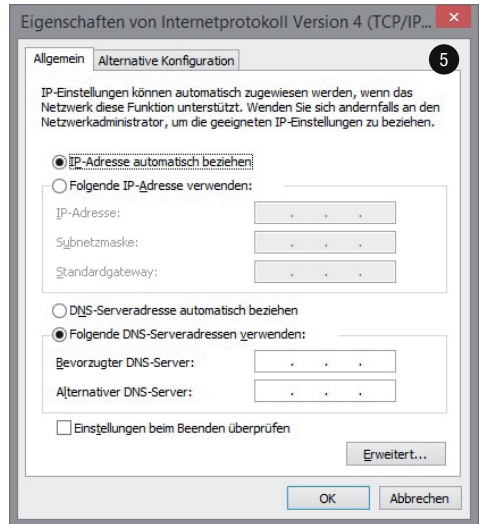 Eigenschaften von Internetprotokoll Version 4 (TCP/IP...
Allgemein Alternative Konfiguration
5
IP-Einstellungen können automatisch zugewiesen werden, wenn das
Netzwerk diese Funktion unterstützt. Wenden Sie sich andernfalls an den
Netzwerkadministrator, um die geeigneten IP-Einstellungen zu beziehen.
IP-Adresse automatisch beziehen
Folgende IP-Adresse verwenden:
IP-Adresse: . . .
Subnetzmaske: . . .
Standardgateway: . . .
DNS-Serveradresse automatisch beziehen
Folgende DNS-Serveradressen verwenden:
Bevorzugter DNS-Server: . . .
Alternativer DNS-Server: . . .
Einstellungen beim Beenden überprüfen
Erweitert...
OK Abbrechen